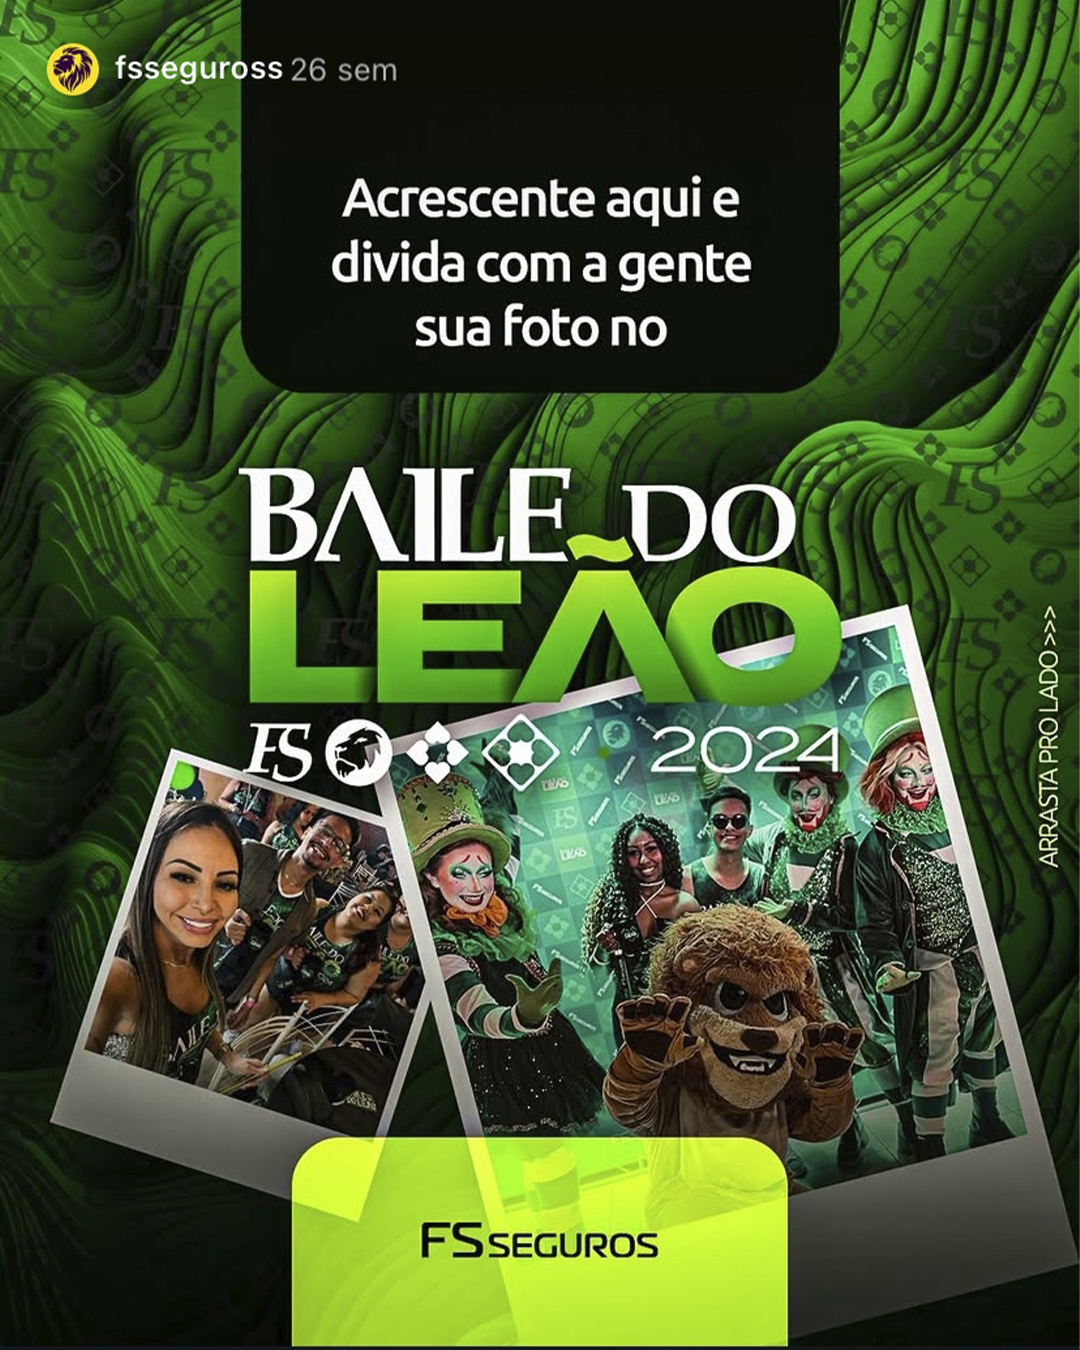 fsseguross 26 sem
Acrescente aqui e
divida com a gente
sua foto no
BAILE DO
LEÃO
FS 2024
ARRASTA PRO LADO >>>
FS SEGUROS